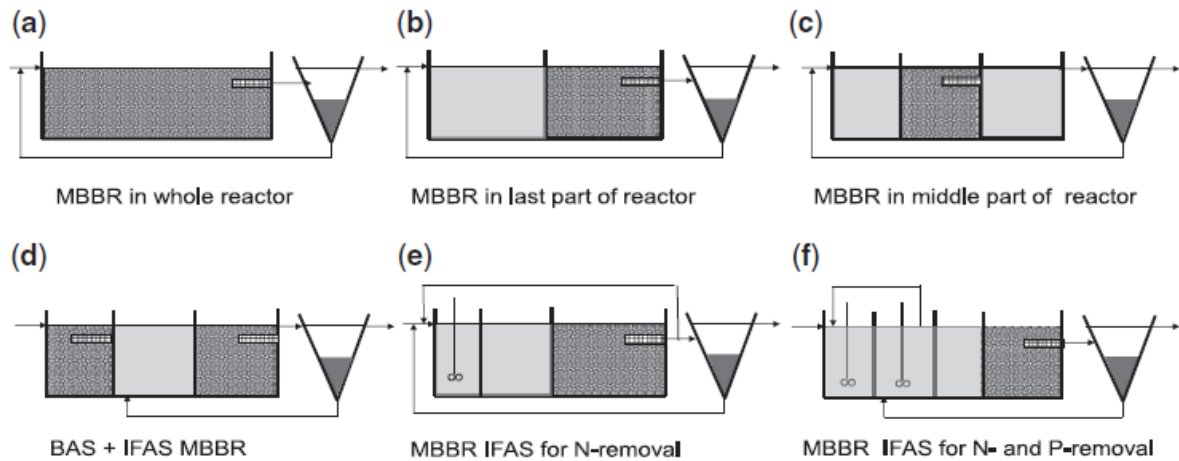 (a)
(b)
(c)
MBBR in whole reactor
MBBR in last part of reactor
MBBR in middle part of reactor
(d)
(e)
(f)
BAS + IFAS MBBR
MBBR IFAS for N-removal
MBBR IFAS for N- and P-removal